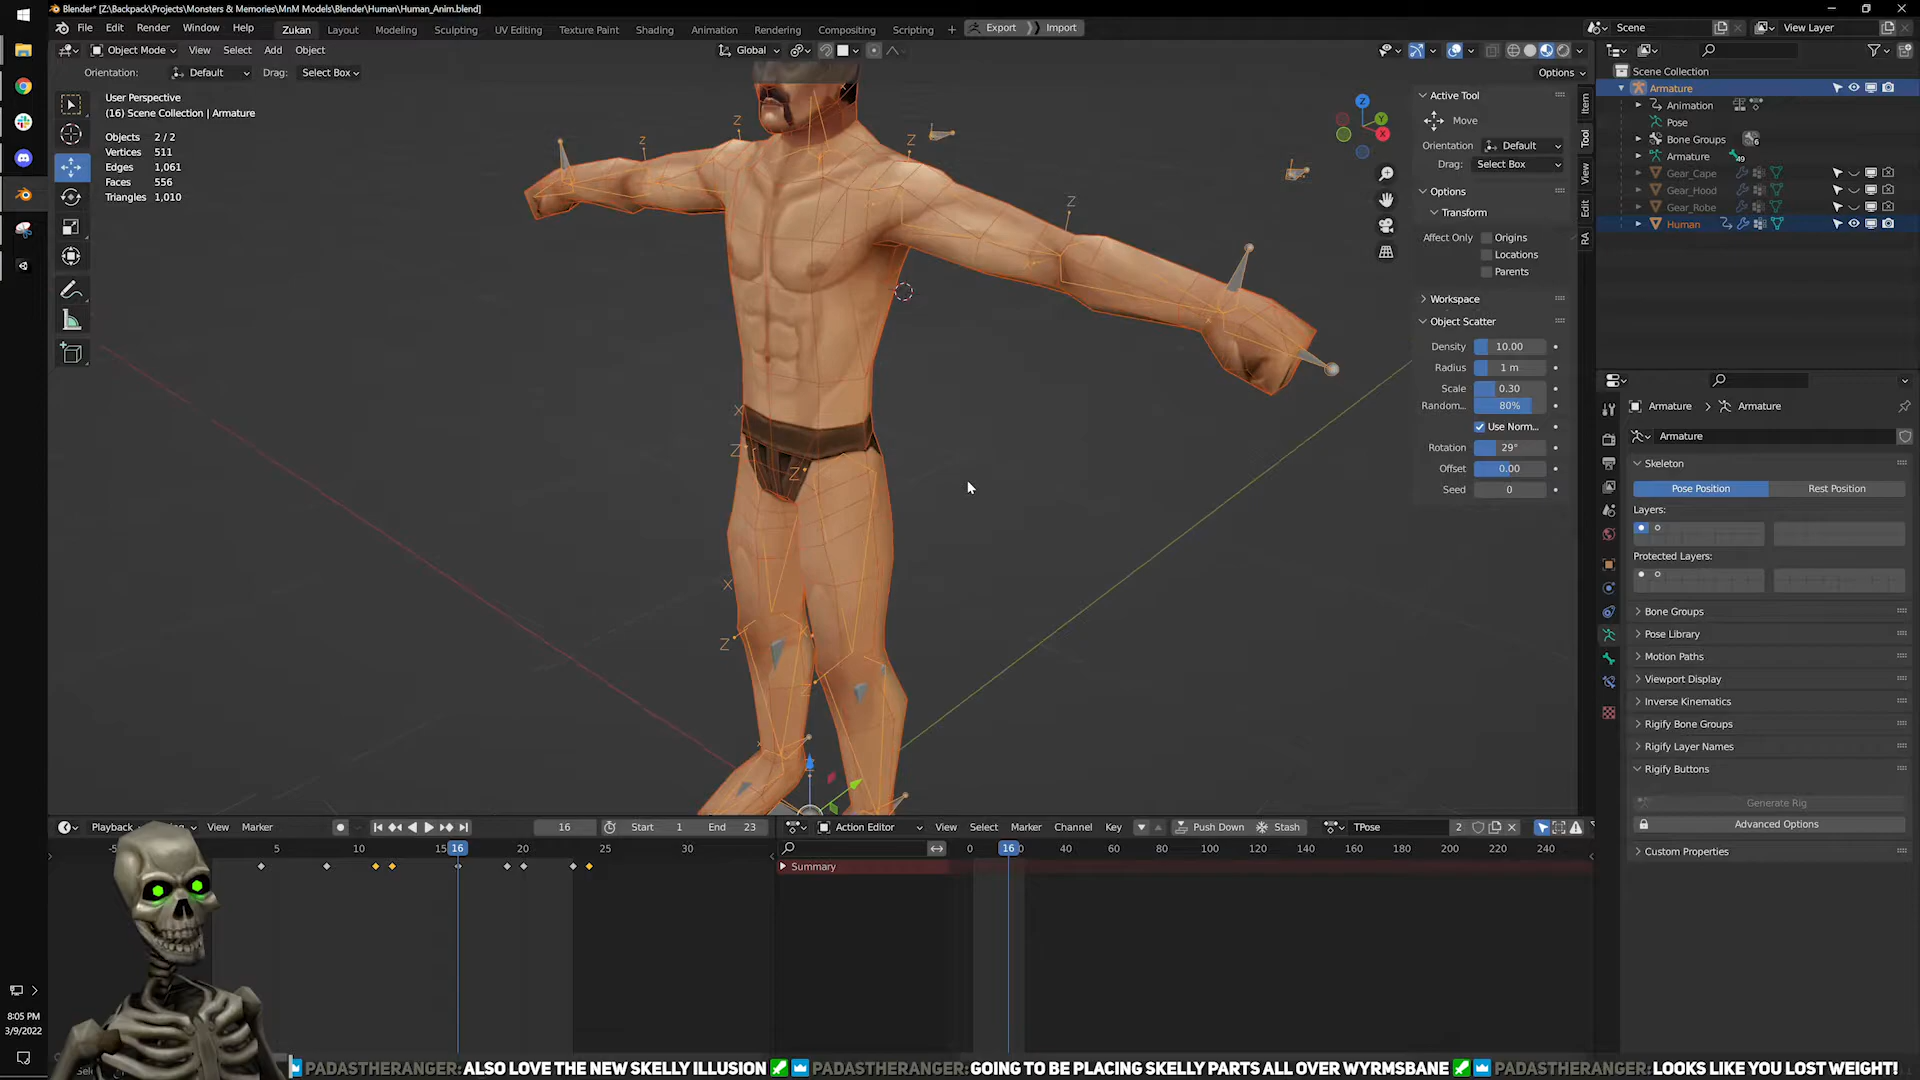 Blender* [Z:\Backpack\Projects\Monsters & Memories\MnM Models\Blender\Human\Human_Anim.blend]
File Edit Render Window Help Zukan Layout Modeling Sculpting UV Editing Texture Paint Shading Animation Rendering Compositing Scripting + Export Import Scene View Layer
Object Mode View Select Add Object Global
Orientation: Default Drag: Select Box Options
User Perspective
(16) Scene Collection | Armature
Objects 2 / 2
Vertices 511
Edges 1,061
Faces 556
Triangles 1,010
Active Tool
Move
Orientation Default
Drag: Select Box
Options
Transform
Affect Only Origins
Locations
Parents
Workspace
Object Scatter
Density 10.00
Radius 1 m
Scale 0.30
Random... 80%
Use Norm...
Rotation 29°
Offset 0.00
Seed 0
Item
Tool
View
Edit
RA
Z
Y
X
Z
Z
Z
Z
X
Z
Z
X
Z
Scene Collection
Armature
Animation
Pose
Bone Groups 6
Armature 49
Gear_Cape
Gear_Hood
Gear_Robe
Human
Armature > Armature
Armature
Skeleton
Pose Position Rest Position
Layers:
Protected Layers:
Bone Groups
Pose Library
Motion Paths
Viewport Display
Inverse Kinematics
Rigify Bone Groups
Rigify Layer Names
Rigify Buttons
Generate Rig
Advanced Options
Custom Properties
Playback View Marker 16 Start 1 End 23
Action Editor View Select Marker Channel Key Push Down Stash TPose 2
-5 5 10 15 16 20 25 30
0 16 40 60 80 100 120 140 160 180 200 220 240
Summary
8:05 PM
3/9/2022
PADASTHERANGER: ALSO LOVE THE NEW SKELLY ILLUSION PADASTHERANGER: GOING TO BE PLACING SKELLY PARTS ALL OVER WYRMSBANE PADASTHERANGER: LOOKS LIKE YOU LOST WEIGHT!